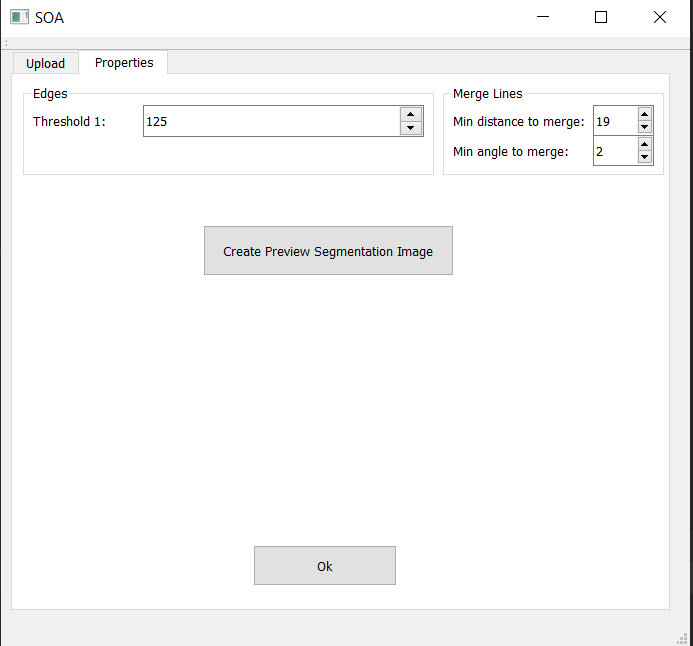 SOA
Upload Properties
Edges
Threshold 1: 125
Merge Lines
Min distance to merge: 19
Min angle to merge: 2
Create Preview Segmentation Image
Ok